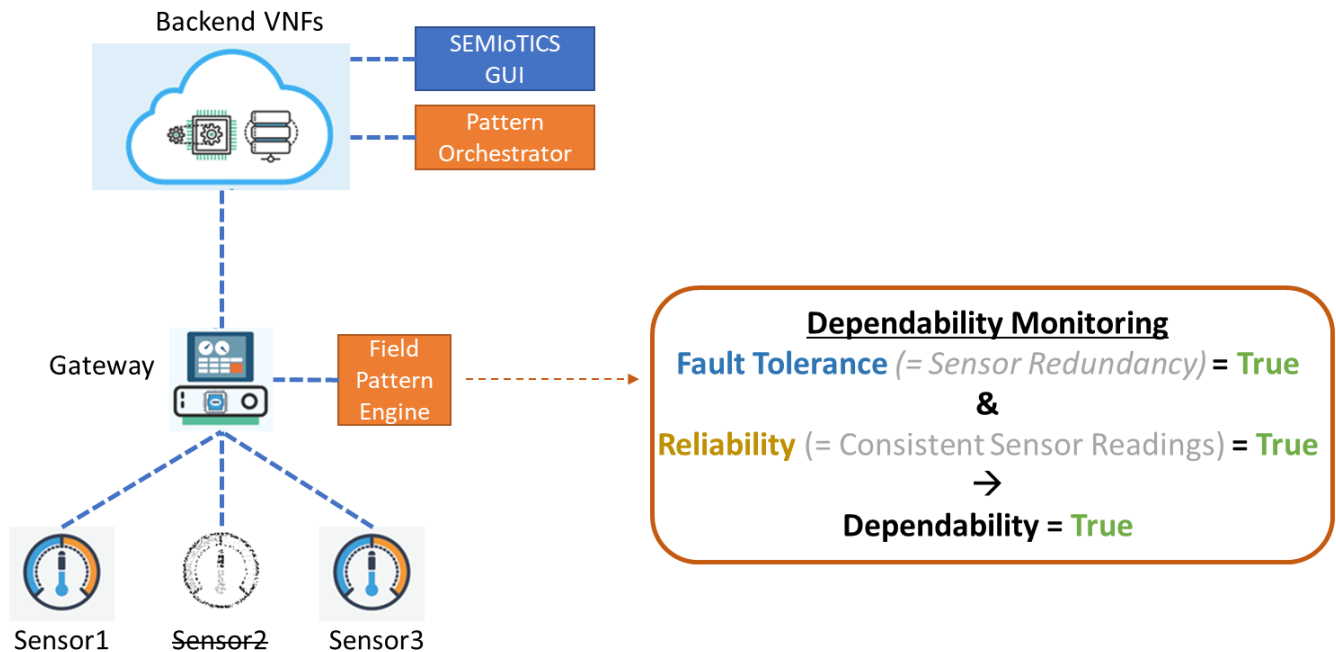 Backend VNFs
SEMIoTICS
GUI
Pattern
Orchestrator
Gateway
Field
Pattern
Engine
Dependability Monitoring
Fault Tolerance (= Sensor Redundancy) = True
&
Reliability (= Consistent Sensor Readings) = True
→
Dependability = True
Sensor1
Sensor2
Sensor3